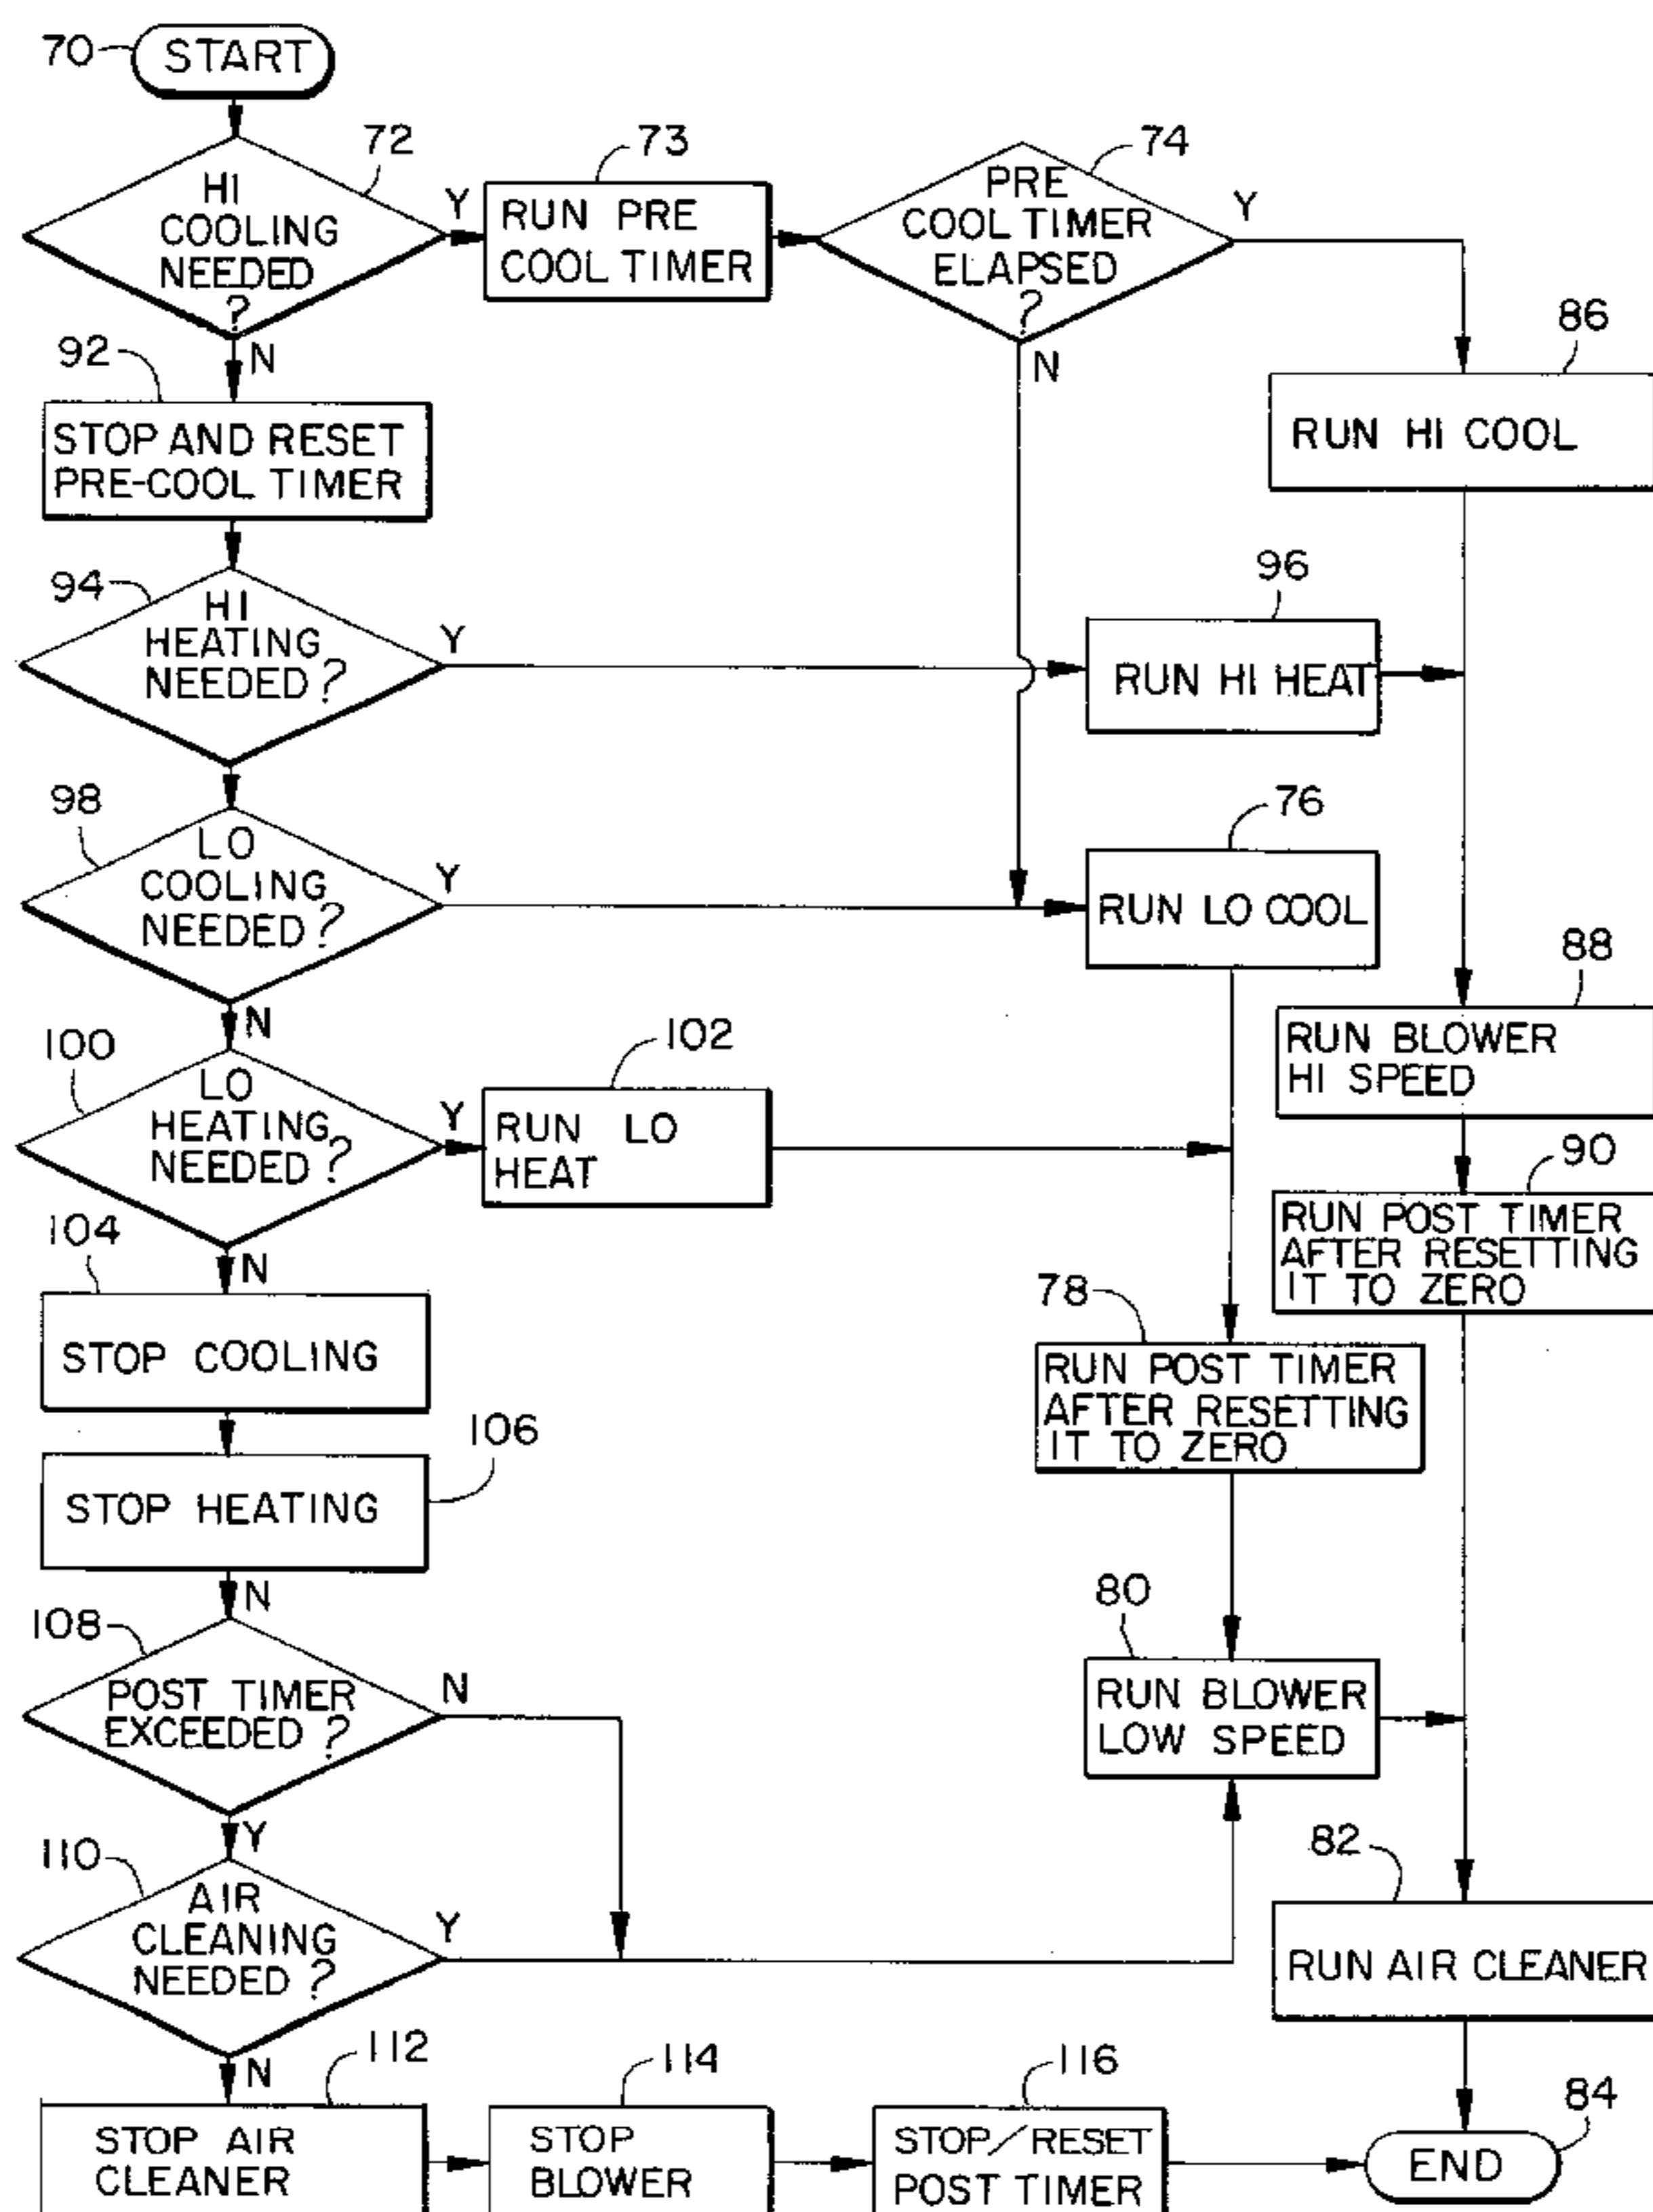 70
START
72
HI
COOLING
NEEDED
?
Y
N
73
RUN PRE
COOL TIMER
74
PRE
COOL TIMER
ELAPSED
?
Y
N
86
RUN HI COOL
92
STOP AND RESET
PRE-COOL TIMER
94
HI
HEATING
NEEDED?
Y
96
RUN HI HEAT
98
LO
COOLING
NEEDED?
Y
N
76
RUN LO COOL
88
RUN BLOWER
HI SPEED
100
LO
HEATING
NEEDED?
Y
N
102
RUN LO
HEAT
90
RUN POST TIMER
AFTER RESETTING
IT TO ZERO
104
STOP COOLING
78
RUN POST TIMER
AFTER RESETTING
IT TO ZERO
106
STOP HEATING
N
108
POST TIMER
EXCEEDED?
N
Y
80
RUN BLOWER
LOW SPEED
110
AIR
CLEANING
NEEDED?
Y
N
82
RUN AIR CLEANER
112
STOP AIR
CLEANER
114
STOP
BLOWER
116
STOP/RESET
POST TIMER
84
END